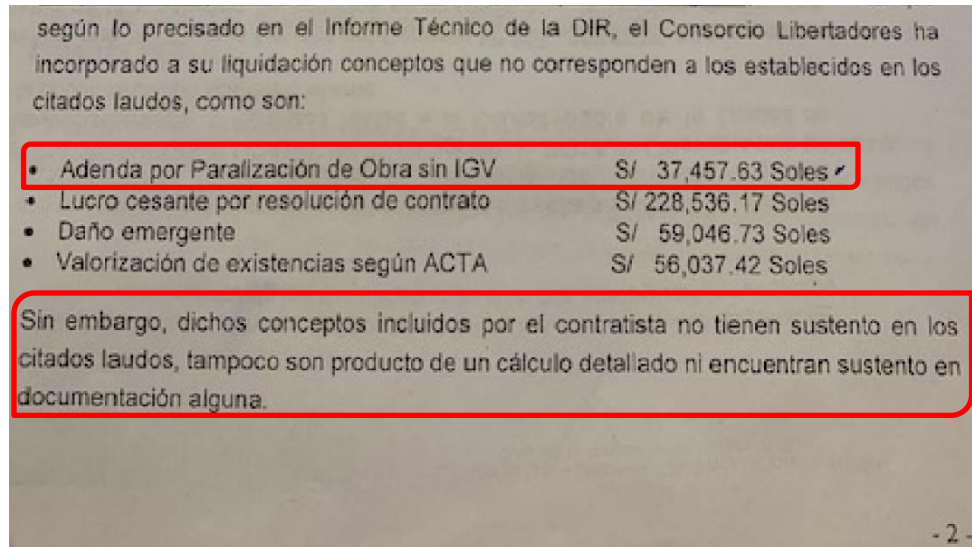 según lo precisado en el Informe Técnico de la DIR, el Consorcio Libertadores ha
incorporado a su liquidación conceptos que no corresponden a los establecidos en los
citados laudos, como son:
• Adenda por Paralización de Obra sin IGV S/ 37,457.63 Soles
• Lucro cesante por resolución de contrato S/ 228,536.17 Soles
• Daño emergente S/ 59,046.73 Soles
• Valorización de existencias según ACTA S/ 56,037.42 Soles
Sin embargo, dichos conceptos incluidos por el contratista no tienen sustento en los
citados laudos, tampoco son producto de un cálculo detallado ni encuentran sustento en
documentación alguna.
- 2 -